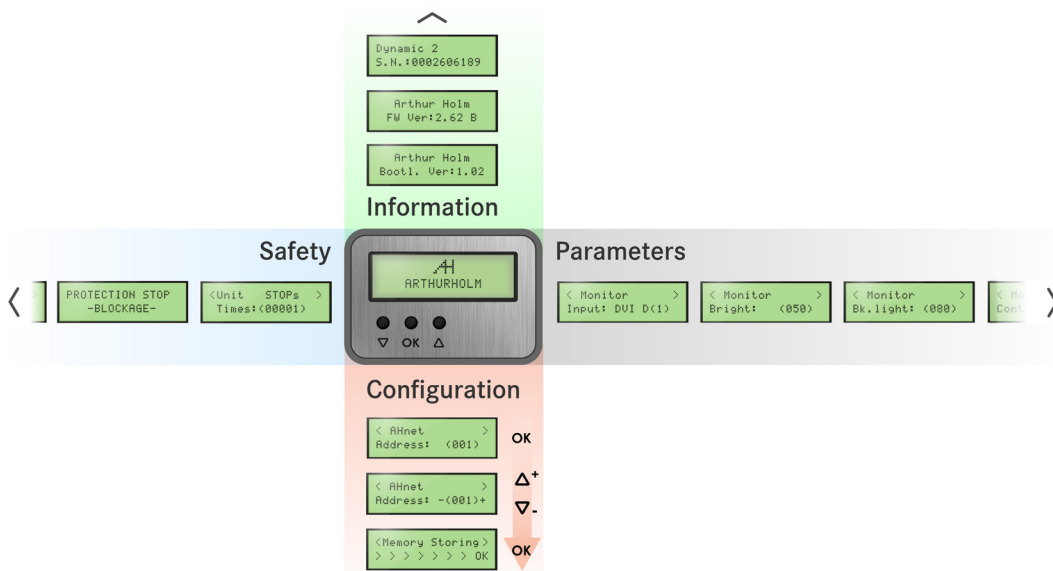 Dynamic 2
S.N.:0002606189
Arthur Holm
FW Ver:2.62 B
Arthur Holm
Bootl. Ver:1.02
Information
Safety
Parameters
PROTECTION STOP
-BLOCKAGE-
<Unit STOPs >
Times:(00001)
AH
ARTHURHOLM
OK
< Monitor >
Input: DVI D(1)
< Monitor >
Bright: (050)
< Monitor >
Bk.light: (080)
Configuration
< AHnet >
Address: (001)
OK
< AHnet >
Address: -(001)+
+
-
<Memory Storing>
> > > > > > > OK
OK